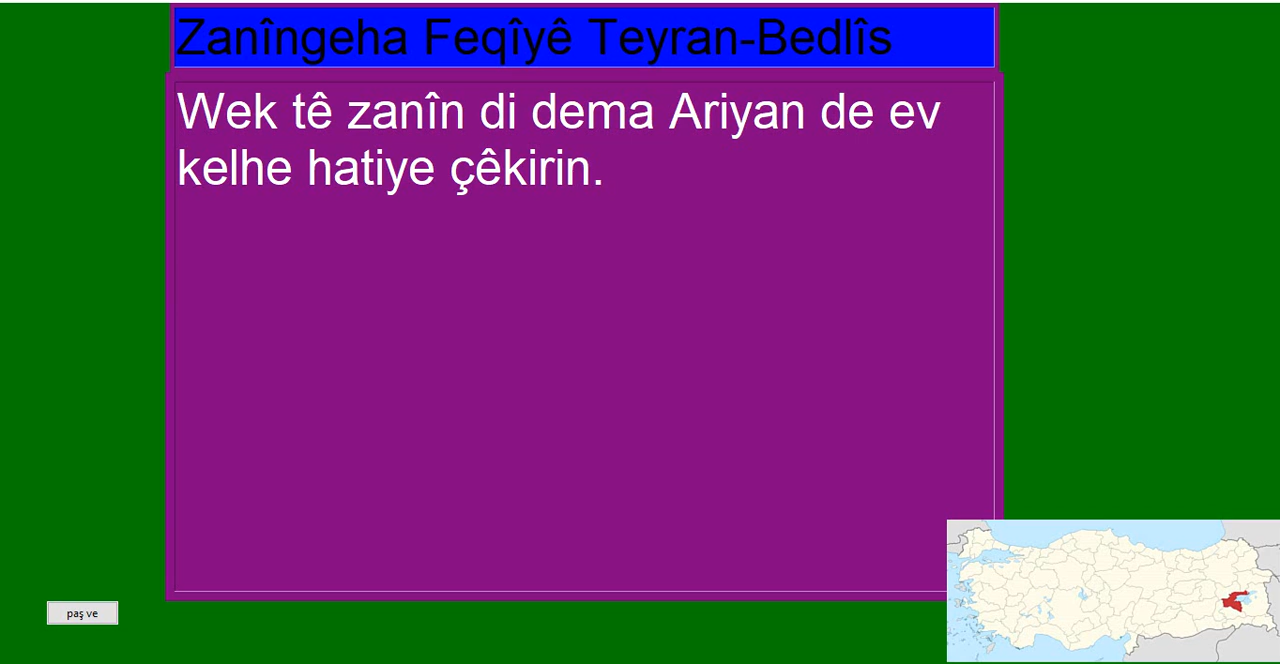 Zanîngeha Feqîyê Teyran-Bedlîs
Wek tê zanîn di dema Ariyan de ev
kelhe hatiye çêkirin.
paş ve